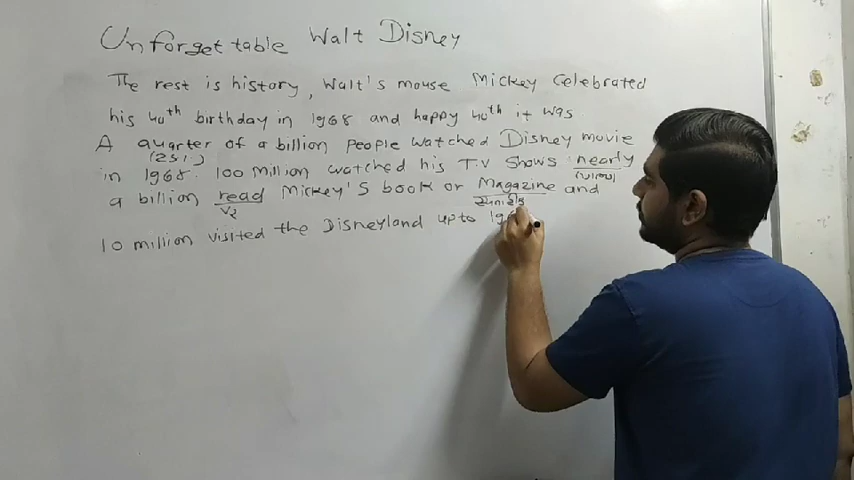 Unforgettable Walt Disney
The rest is history, Walt's mouse Mickey Celebrated
his 40th birthday in 1968 and happy 40th it was.
A quarter of a billion people watched Disney movie
(25%)
in 1968. 100 Million watched his T.V Shows nearly
a billion read Mickey's book or Magazine and
V2
10 million visited the Disneyland up to